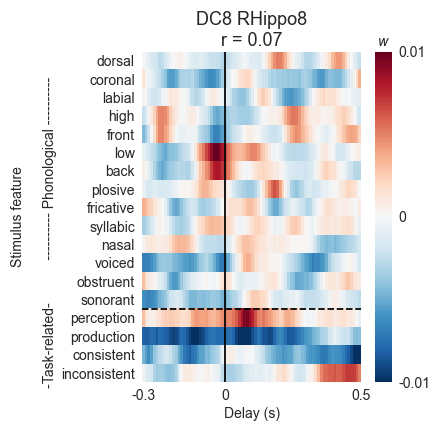 DC8 RHippo8
r = 0.07
w
dorsal
coronal
labial
high
front
low
back
plosive
fricative
syllabic
nasal
voiced
obstruent
sonorant
perception
production
consistent
inconsistent
Stimulus feature
-Task-related- ----------- Phonological ----------
-0.3
0
0.5
Delay (s)
0.01
0
-0.01